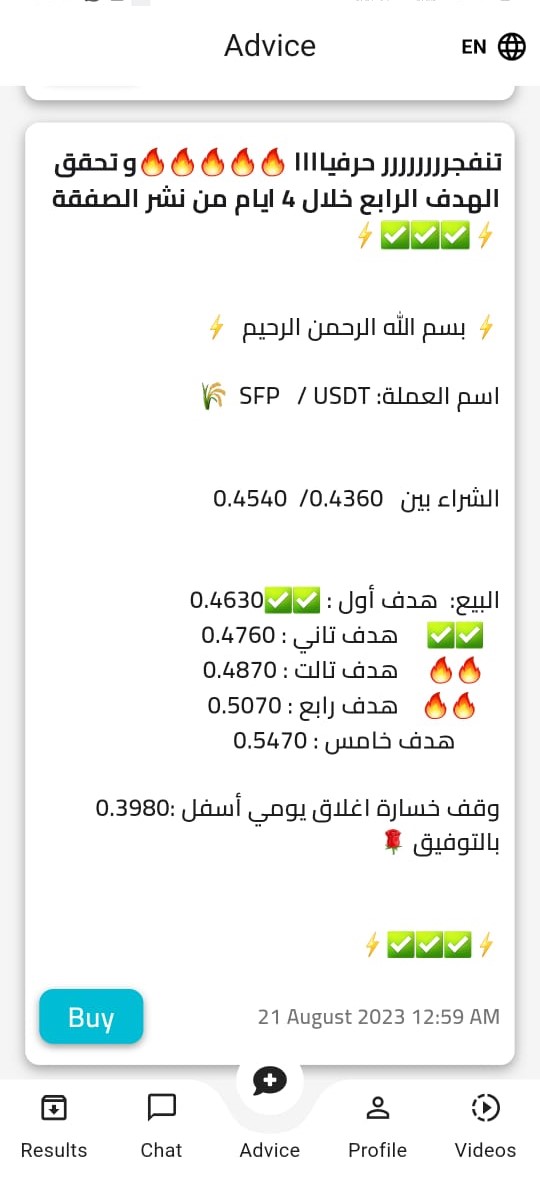 Advice
EN
تنفجرررررررر حرفياااا 🔥🔥🔥🔥🔥و تحقق
الهدف الرابع خلال 4 ايام من نشر الصفقة
⚡✅✅✅⚡
⚡ بسم الله الرحمن الرحيم ⚡
اسم العملة: SFP / USDT 🌾
الشراء بين 0.4360/ 0.4540
البيع: هدف أول : ✅✅0.4630
✅✅ هدف تاني : 0.4760
🔥🔥 هدف تالت : 0.4870
🔥🔥 هدف رابع : 0.5070
هدف خامس : 0.5470
وقف خسارة اغلاق يومي أسفل :0.3980
بالتوفيق 🌹
⚡✅✅✅⚡
Buy
21 August 2023 12:59 AM
Results
Chat
Advice
Profile
Videos